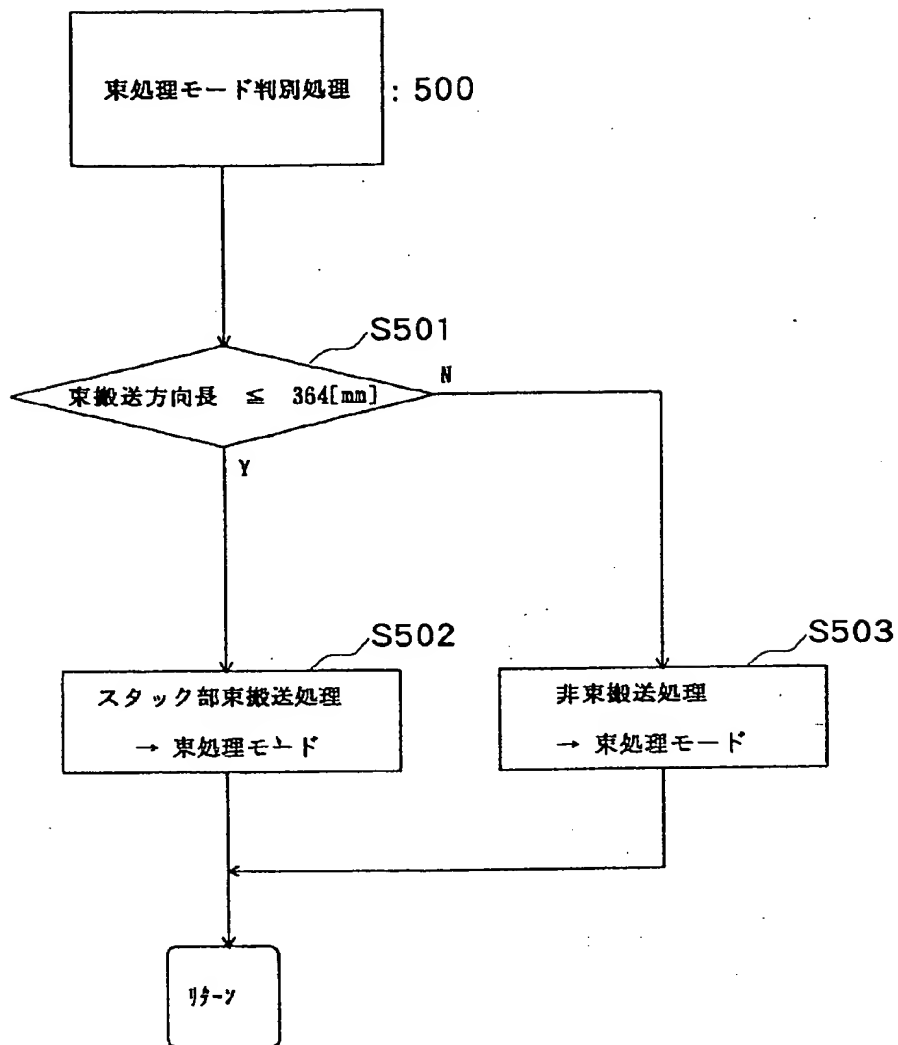 束処理モード判別処理 : 500
S501
束搬送方向長 ≦ 364[mm]
N
Y
S502
スタック部束搬送処理
→ 束処理モード
S503
非束搬送処理
→ 束処理モード
リターン